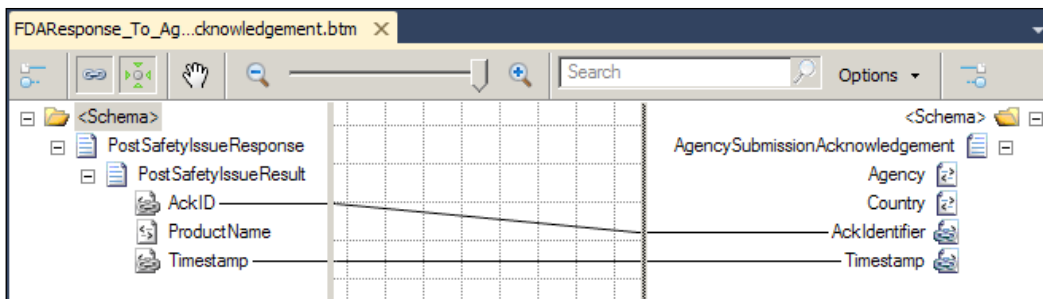 FDAResponse_To_Ag...cknowledgement.btm
Search
Options
<Schema>
PostSafetyIssueResponse
PostSafetyIssueResult
AckID
ProductName
Timestamp
<Schema>
AgencySubmissionAcknowledgement
Agency
Country
AckIdentifier
Timestamp